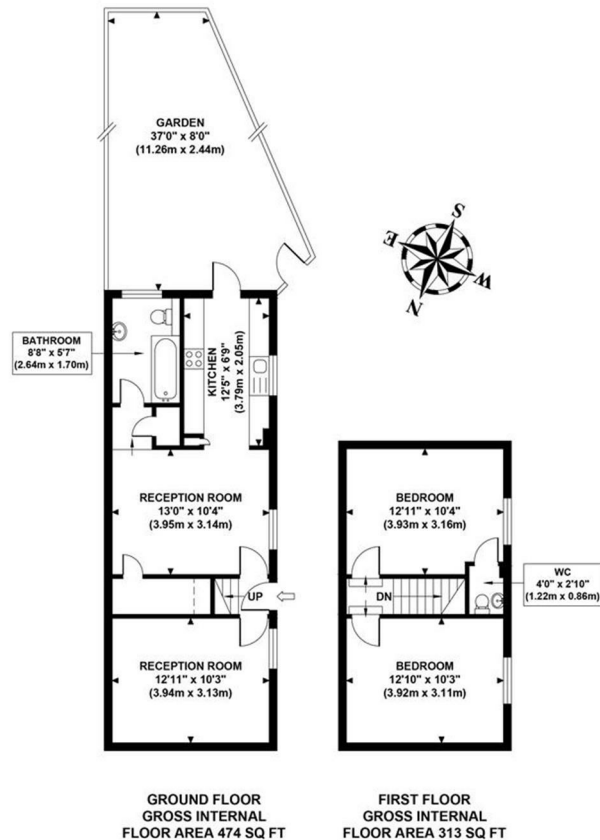 GARDEN
37'0" x 8'0"
(11.26m x 2.44m)
S
E
W
N
BATHROOM
8'8" x 5'7"
(2.64m x 1.70m)
KITCHEN
12'5" x 6'9"
(3.79m x 2.05m)
RECEPTION ROOM
13'0" x 10'4"
(3.95m x 3.14m)
UP
RECEPTION ROOM
12'11" x 10'3"
(3.94m x 3.13m)
BEDROOM
12'11" x 10'4"
(3.93m x 3.16m)
WC
4'0" x 2'10"
(1.22m x 0.86m)
DN
BEDROOM
12'10" x 10'3"
(3.92m x 3.11m)
GROUND FLOOR
GROSS INTERNAL
FLOOR AREA 474 SQ FT
FIRST FLOOR
GROSS INTERNAL
FLOOR AREA 313 SQ FT